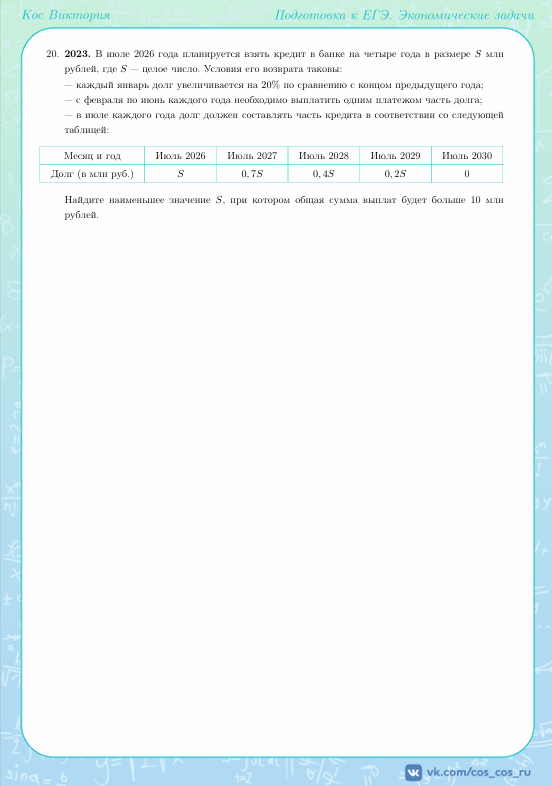 Кос Виктория
Подготовка к ЕГЭ. Экономические задачи
20. 2023. В июле 2026 года планируется взять кредит в банке на четыре года в размере S млн
рублей, где S — целое число. Условия его возврата таковы:
— каждый январь долг увеличивается на 20% по сравнению с концом предыдущего года;
— с февраля по июнь каждого года необходимо выплатить одним платежом часть долга;
— в июле каждого года долг должен составлять часть кредита в соответствии со следующей
таблицей:
Месяц и год Июль 2026 Июль 2027 Июль 2028 Июль 2029 Июль 2030
Долг (в млн руб.) S 0,7S 0,4S 0,2S 0
Найдите наименьшее значение S, при котором общая сумма выплат будет больше 10 млн
рублей.
vk.com/cos_cos_ru